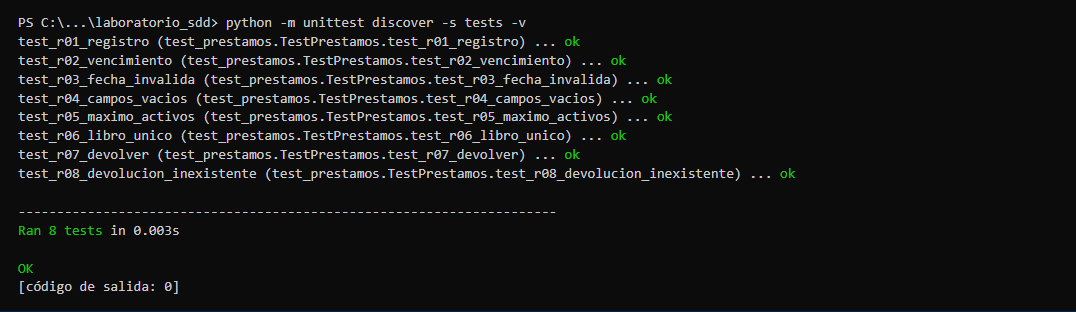 PS C:\...\laboratorio_sdd> python -m unittest discover -s tests -v
test_r01_registro (test_prestamos.TestPrestamos.test_r01_registro) ... ok
test_r02_vencimiento (test_prestamos.TestPrestamos.test_r02_vencimiento) ... ok
test_r03_fecha_invalida (test_prestamos.TestPrestamos.test_r03_fecha_invalida) ... ok
test_r04_campos_vacios (test_prestamos.TestPrestamos.test_r04_campos_vacios) ... ok
test_r05_maximo_activos (test_prestamos.TestPrestamos.test_r05_maximo_activos) ... ok
test_r06_libro_unico (test_prestamos.TestPrestamos.test_r06_libro_unico) ... ok
test_r07_devolver (test_prestamos.TestPrestamos.test_r07_devolver) ... ok
test_r08_devolucion_inexistente (test_prestamos.TestPrestamos.test_r08_devolucion_inexistente) ... ok
----------------------------------------------------------------------
Ran 8 tests in 0.003s
OK
[código de salida: 0]